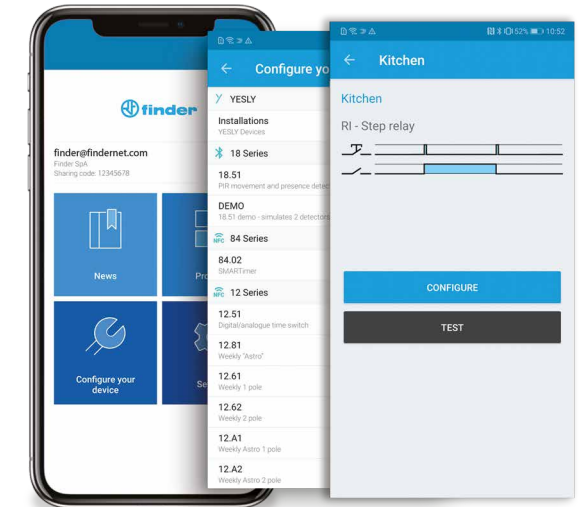 finder
finder@findernet.com
Finder SpA
Sharing code: 12345678
News
Configure your
device
Configure yo
YESLY
Installations
YESLY Devices
18 Series
18.51
PIR movement and presence detec
DEMO
18.51 demo - simulates 2 detectors
NFC 84 Series
84.02
SMARTimer
NFC 12 Series
12.51
Digital/analogue time switch
12.81
Weekly "Astro"
12.61
Weekly 1 pole
12.62
Weekly 2 pole
12.A1
Weekly Astro 1 pole
12.A2
Weekly Astro 2 pole
52% 10:52
Kitchen
Kitchen
RI - Step relay
CONFIGURE
TEST